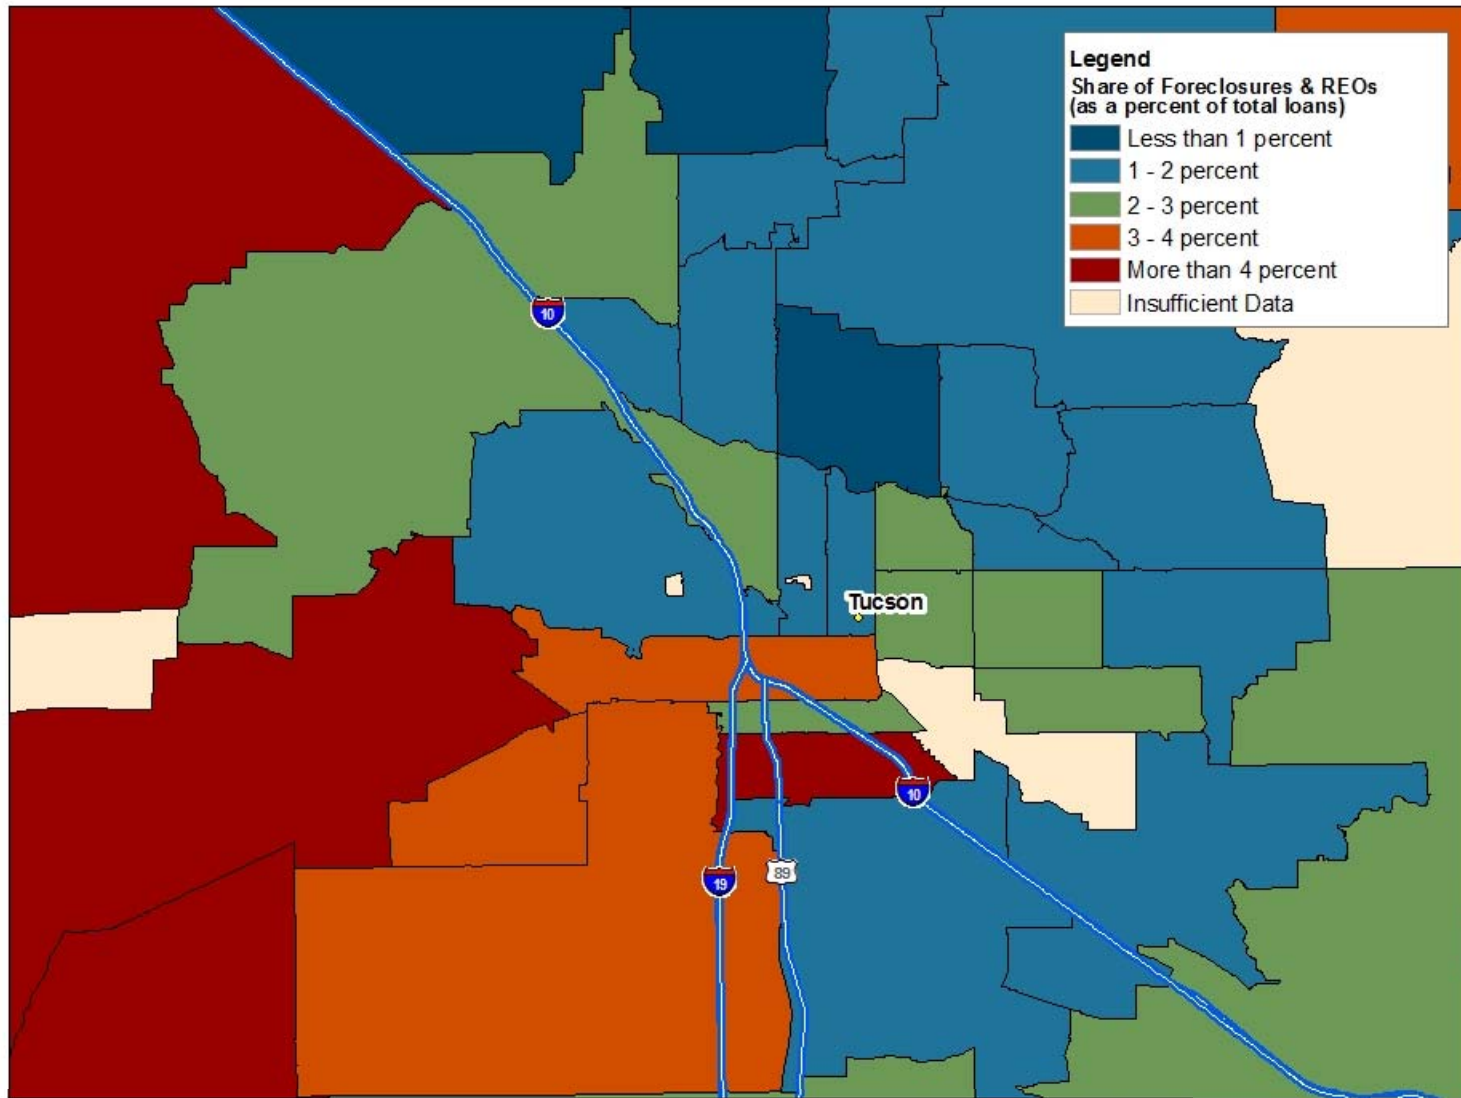 Legend
Share of Foreclosures & REOs
(as a percent of total loans)
Less than 1 percent
1 - 2 percent
2 - 3 percent
3 - 4 percent
More than 4 percent
Insufficient Data
10
Tucson
10
19
89